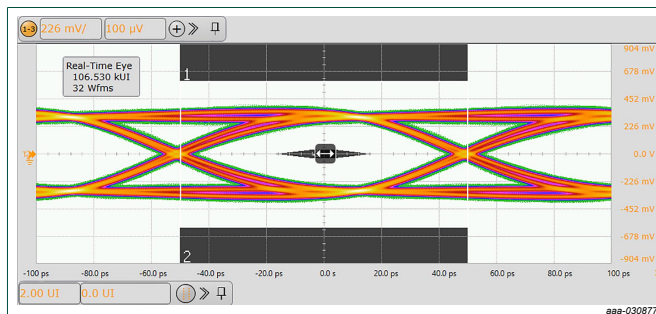 1-3 226 mV/ 100 μV +
904 mV
Real-Time Eye
106.530 kUI
32 Wfms
1
678 mV
452 mV
226 mV
0.0 V
-226 mV
-452 mV
-678 mV
2
-904 mV
-100 ps -80.0 ps -60.0 ps -40.0 ps -20.0 ps 0.0 s 20.0 ps 40.0 ps 60.0 ps 80.0 ps 100 ps
2.00 UI 0.0 UI
aaa-030877